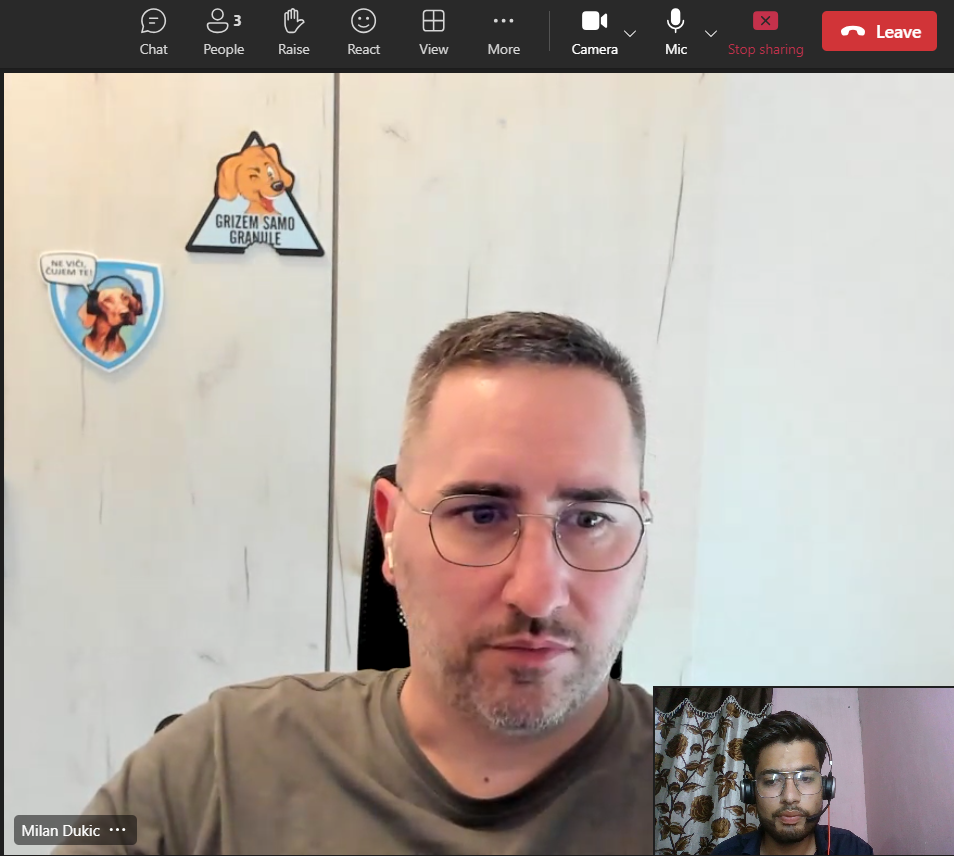 Chat
People
3
Raise
React
View
More
Camera
Mic
Stop sharing
Leave
GRIZEM SAMO
GRANULE
NE VIČI,
ČUJEM TE!
Milan Dukic